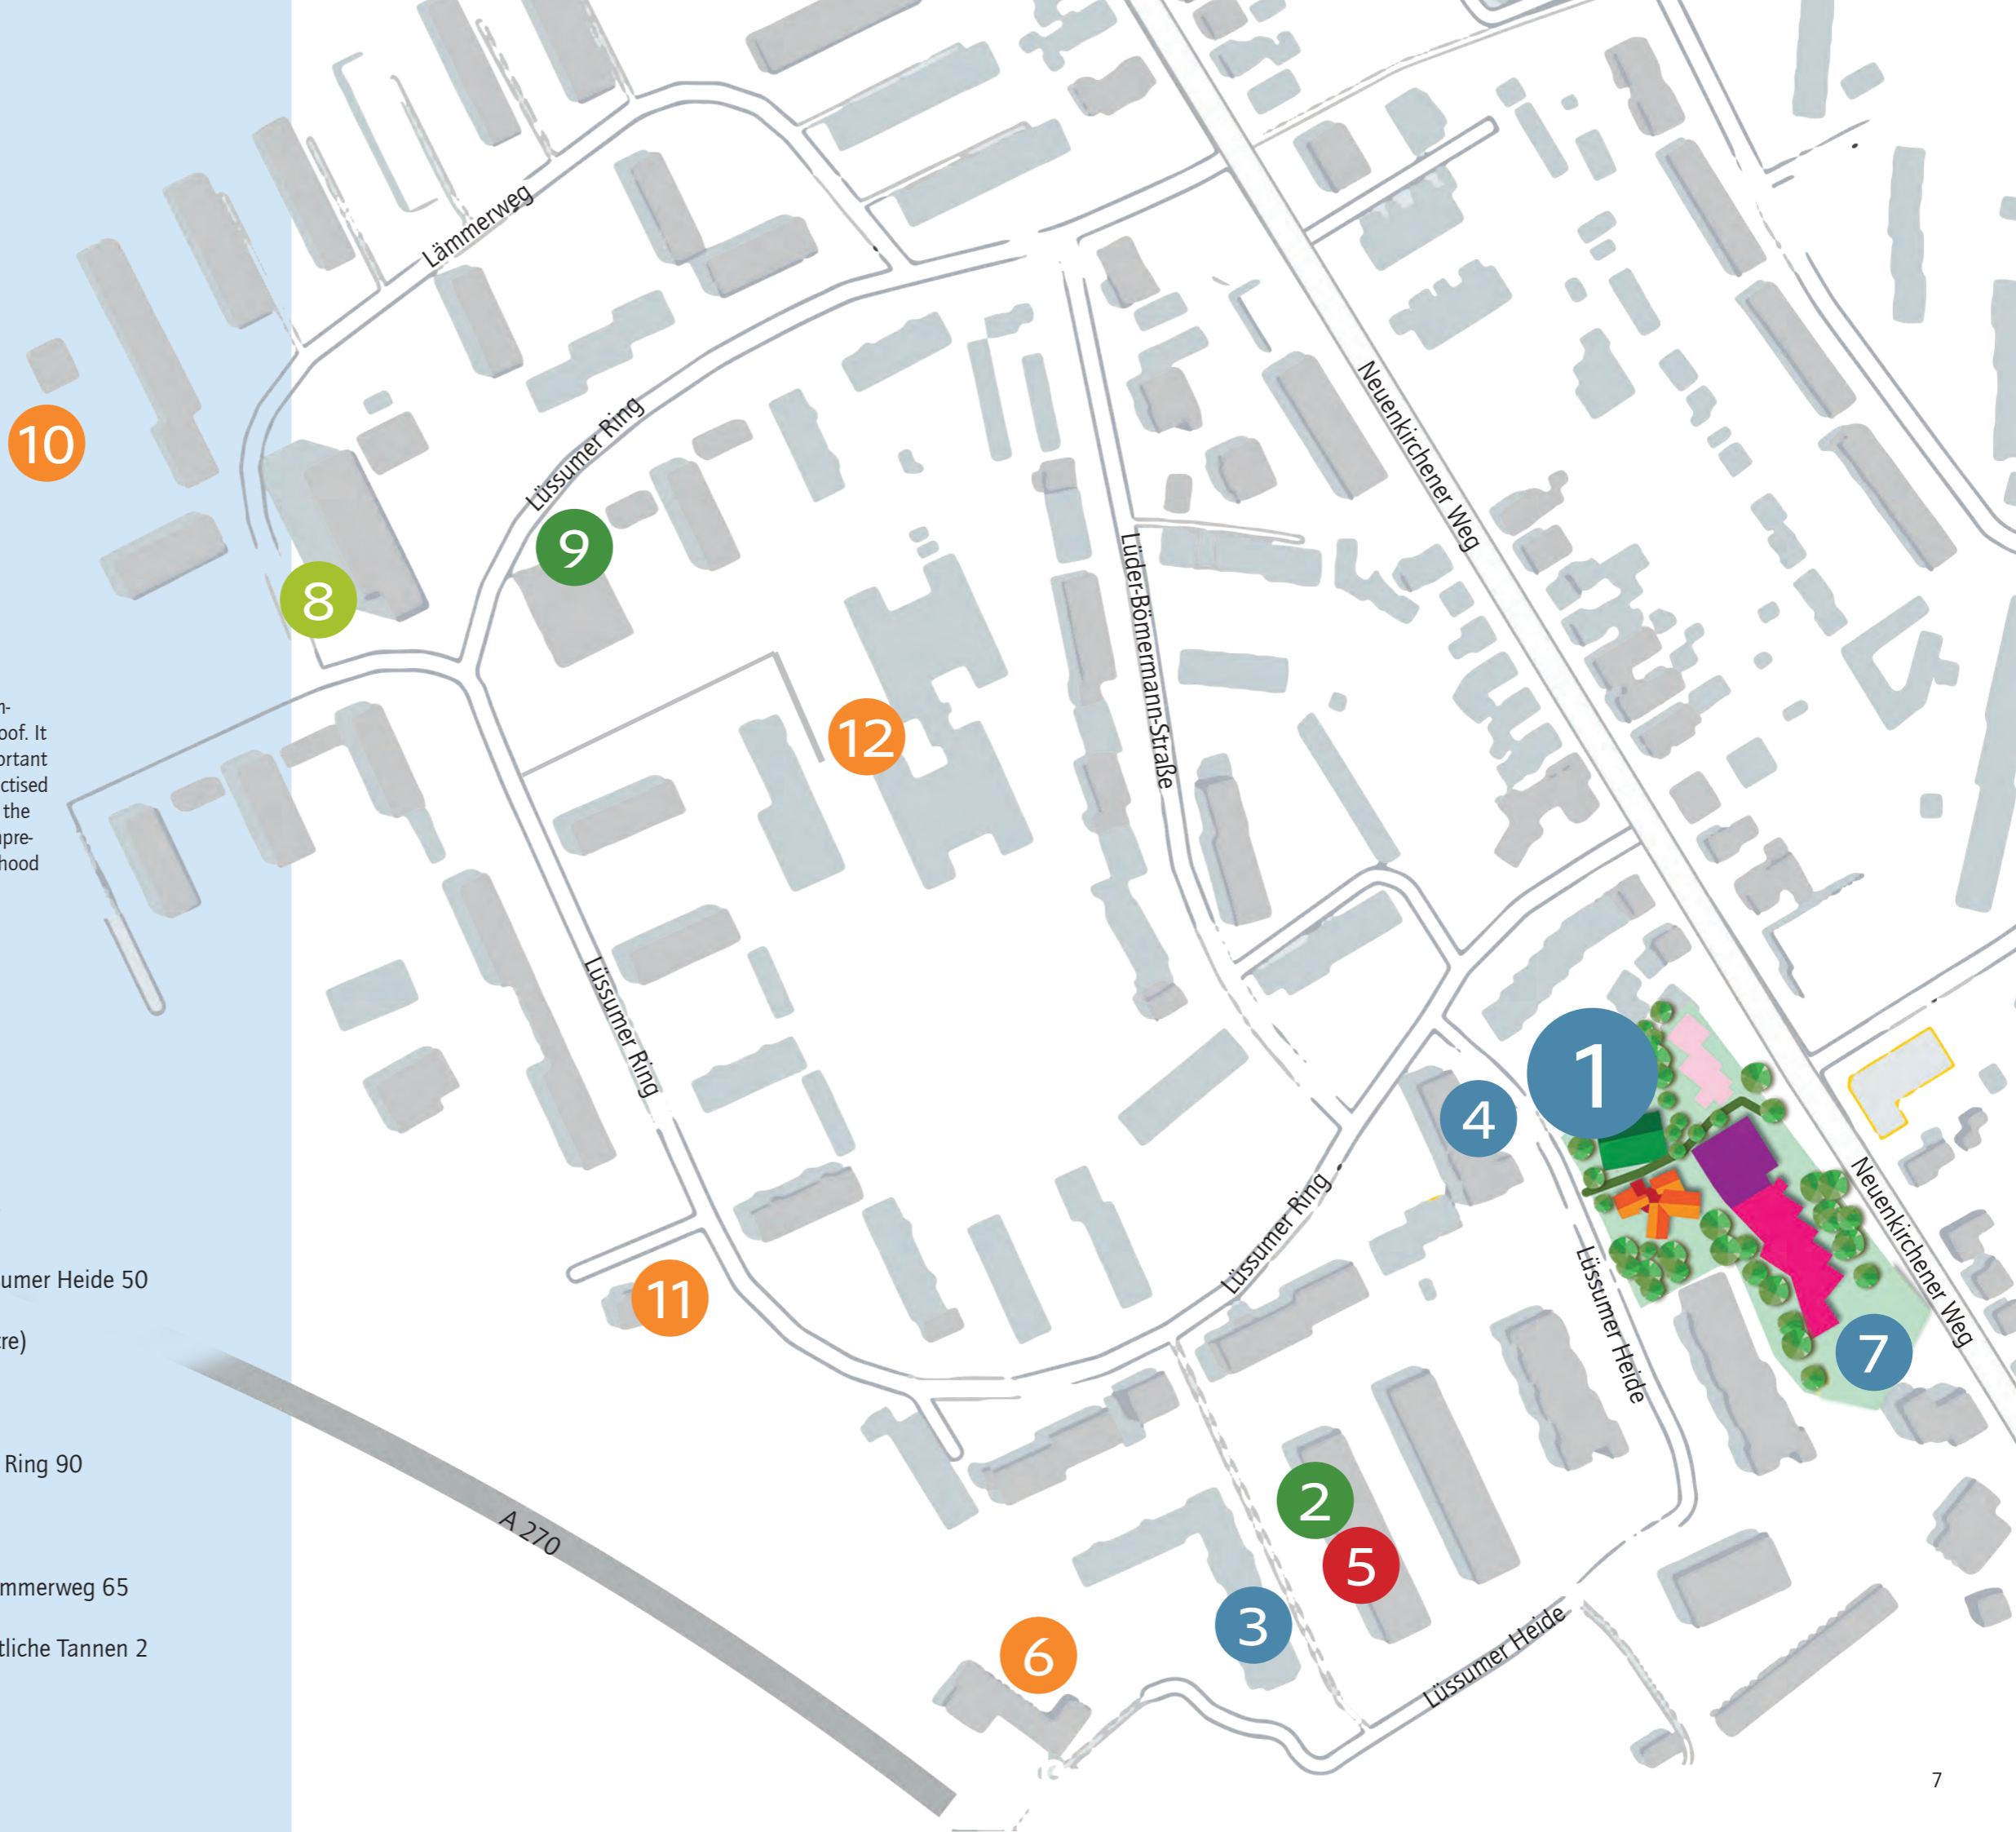 Lämmerweg
Neuenkirchener Weg
Lüssumer Ring
10
9
Lüder-Bömermann-Straße
8
oof. It
ortant
ctised
the
npre-
hood
12
Lüssumer Ring
1
4
Neuenkirchener Weg
Lüssumer Ring
umer Heide 50
11
Lüssumer Heide
re)
7
Ring 90
2
A 270
5
mmerweg 65
3
Lüssumer Heide
tliche Tannen 2
6
7